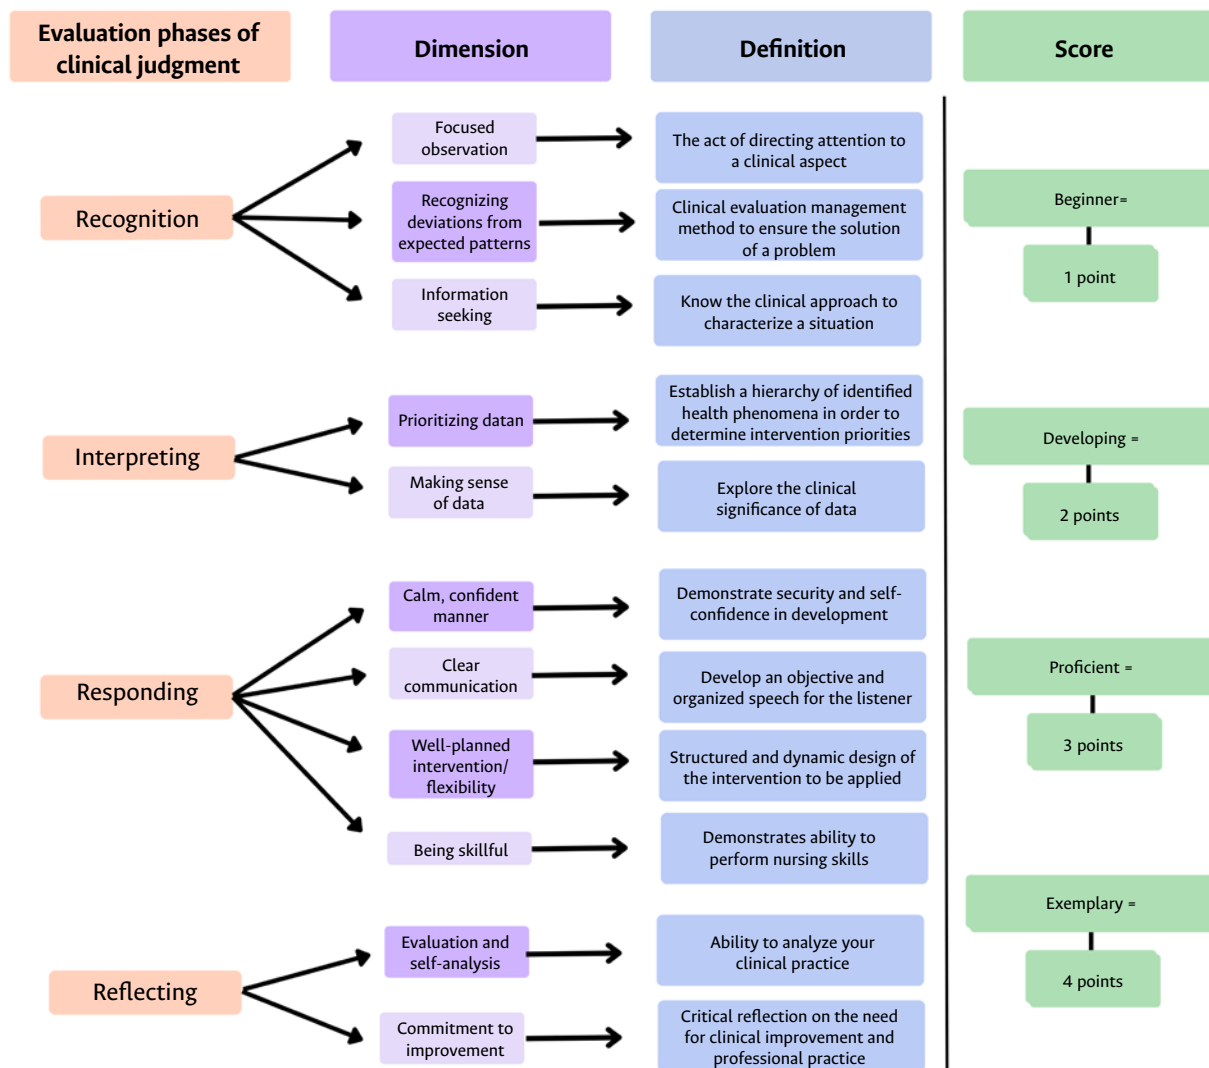 Evaluation phases of
clinical judgment
Dimension
Definition
Score
Recognition
Focused
observation
The act of directing attention to
a clinical aspect
Recognizing
deviations from
expected patterns
Clinical evaluation management
method to ensure the solution
of a problem
Information
seeking
Know the clinical approach to
characterize a situation
Beginner=
1 point
Interpreting
Prioritizing datan
Establish a hierarchy of identified
health phenomena in order to
determine intervention priorities
Making sense
of data
Explore the clinical
significance of data
Developing =
2 points
Responding
Calm, confident
manner
Demonstrate security and self-
confidence in development
Clear
communication
Develop an objective and
organized speech for the listener
Well-planned
intervention/
flexibility
Structured and dynamic design of
the intervention to be applied
Being skillful
Demonstrates ability to
perform nursing skills
Proficient =
3 points
Reflecting
Evaluation and
self-analysis
Ability to analyze your
clinical practice
Commitment to
improvement
Critical reflection on the need
for clinical improvement and
professional practice
Exemplary =
4 points